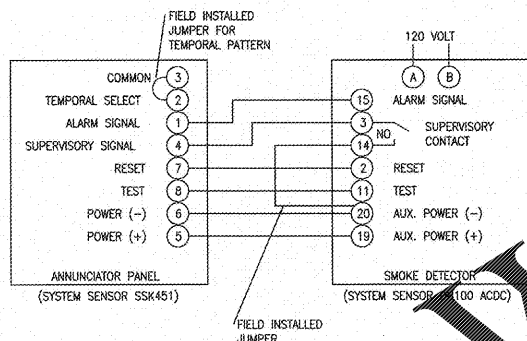 FIELD INSTALLED
JUMPER FOR
TEMPORAL PATTERN
120 VOLT
COMMON 3
TEMPORAL SELECT 2
ALARM SIGNAL 1
SUPERVISORY SIGNAL 4
RESET 7
TEST 8
POWER (-) 6
POWER (+) 5
ANNUNCIATOR PANEL
(SYSTEM SENSOR SSK451)
A B
15 ALARM SIGNAL
3
NO
14
SUPERVISORY
CONTACT
2 RESET
11 TEST
20 AUX. POWER (-)
19 AUX. POWER (+)
SMOKE DETECTOR
(SYSTEM SENSOR 100 ACDC)
FIELD INSTALLED
JUMPER